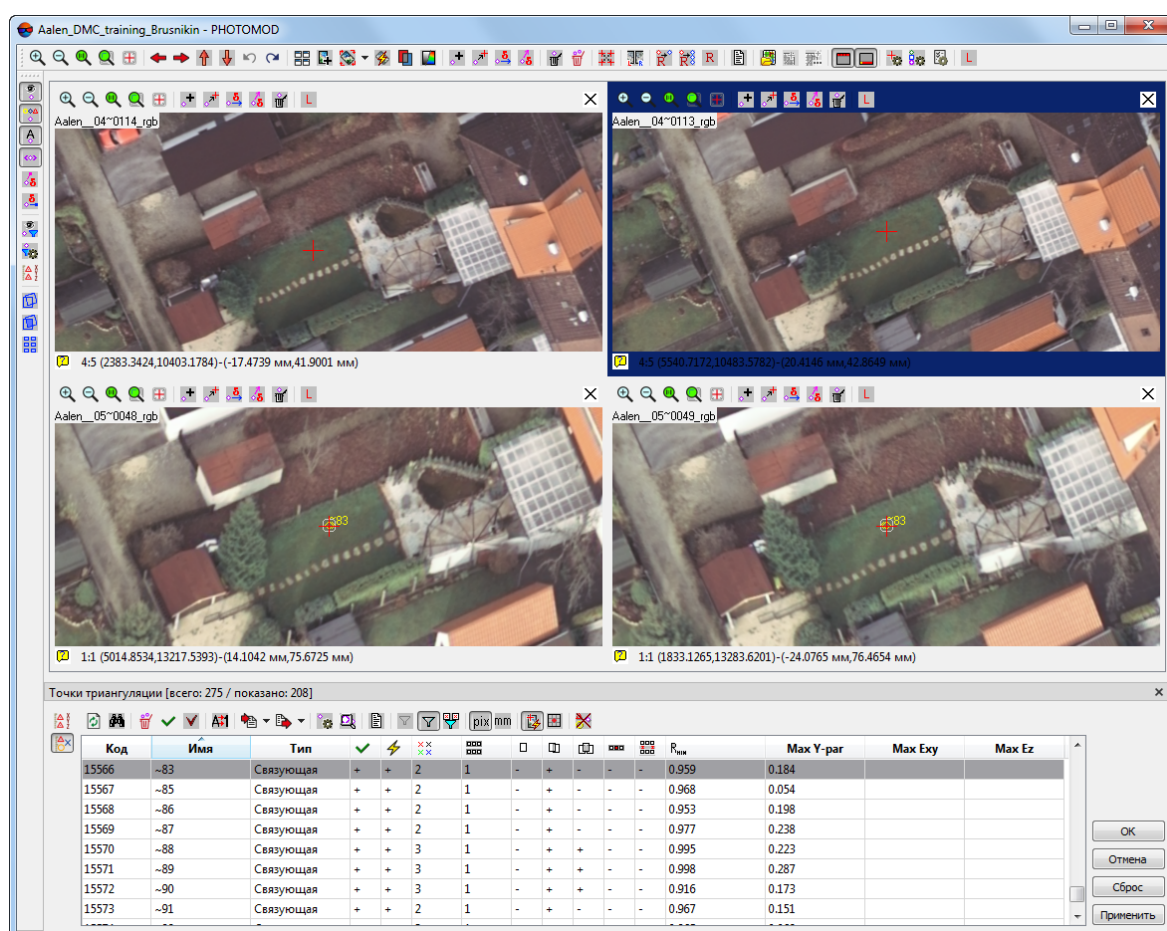 Aalen_DMC_training_Brusnikin - PHOTOMOD
R L
L L
Aalen__04~0114_rgb Aalen__04~0113_rgb
4:5 (2383.3424,10403.1784)-(-17.4739 мм,41.9001 мм) 4:5 (5540.7172,10483.5782)-(20.4146 мм,42.8649 мм)
L L
Aalen__05~0048_rgb Aalen__05~0049_rgb
~83 ~83
1:1 (5014.8534,13217.5393)-(14.1042 мм,75.6725 мм) 1:1 (1833.1265,13283.6201)-(-24.0765 мм,76.4654 мм)
Точки триангуляции [всего: 275 / показано: 208]
pix mm
Код Имя Тип Rмин Max Y-par Max Exy Max Ez
15566 ~83 Связующая + + 2 1 - + - - - 0.959 0.184
15567 ~85 Связующая + + 2 1 - + - - - 0.968 0.054
15568 ~86 Связующая + + 2 1 - + - - - 0.953 0.198
15569 ~87 Связующая + + 2 1 - + - - - 0.977 0.238
15570 ~88 Связующая + + 3 1 - + + - - 0.995 0.223
15571 ~89 Связующая + + 3 1 - + + - - 0.998 0.287
15572 ~90 Связующая + + 3 1 - + + - - 0.916 0.173
15573 ~91 Связующая + + 2 1 - + - - - 0.967 0.151
OK
Отмена
Сброс
Применить